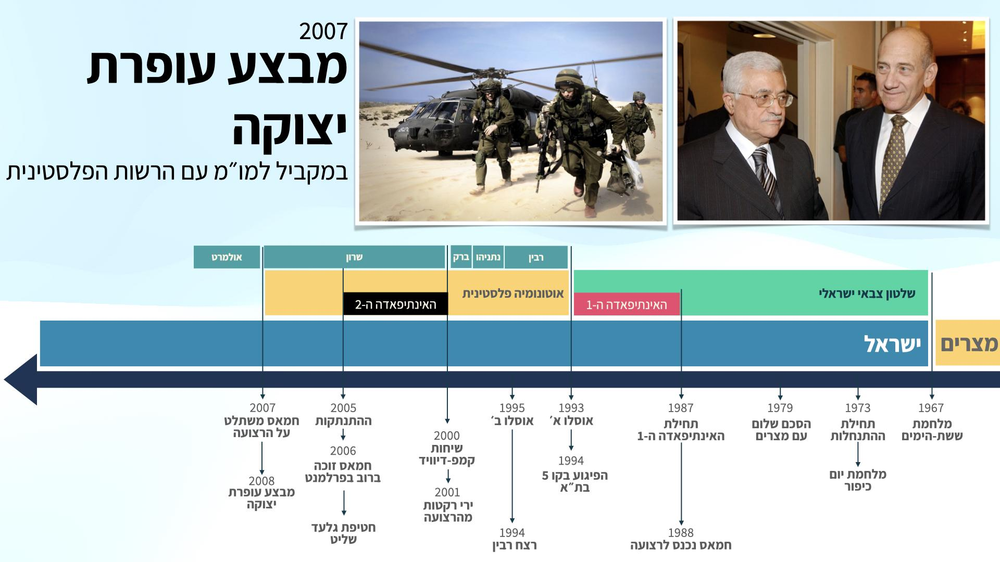 2007
מבצע עופרת
יצוקה
במקביל למו״מ עם הרשות הפלסטינית
רבין
נתניהו
ברק
שרון
אולמרט
שלטון צבאי ישראלי
האינתיפאדה ה-1
אוטונומיה פלסטינית
האינתיפאדה ה-2
מצרים
ישראל
1967
מלחמת
ששת-הימים
1973
תחילת
ההתנחלות
מלחמת יום
כיפור
1979
הסכם שלום
עם מצרים
1987
תחילת
האינתיפאדה ה-1
1988
חמאס נכנס לרצועה
1993
אוסלו א׳
1994
הפיגוע בקו 5
בת״א
1995
אוסלו ב׳
1994
רצח רבין
2000
שיחות
קמפ-דיוויד
2001
ירי רקטות
מהרצועה
2005
ההתנתקות
2006
חמאס זוכה
ברוב בפרלמנט
חטיפת גלעד
שליט
2007
חמאס משתלט
על הרצועה
2008
מבצע עופרת
יצוקה